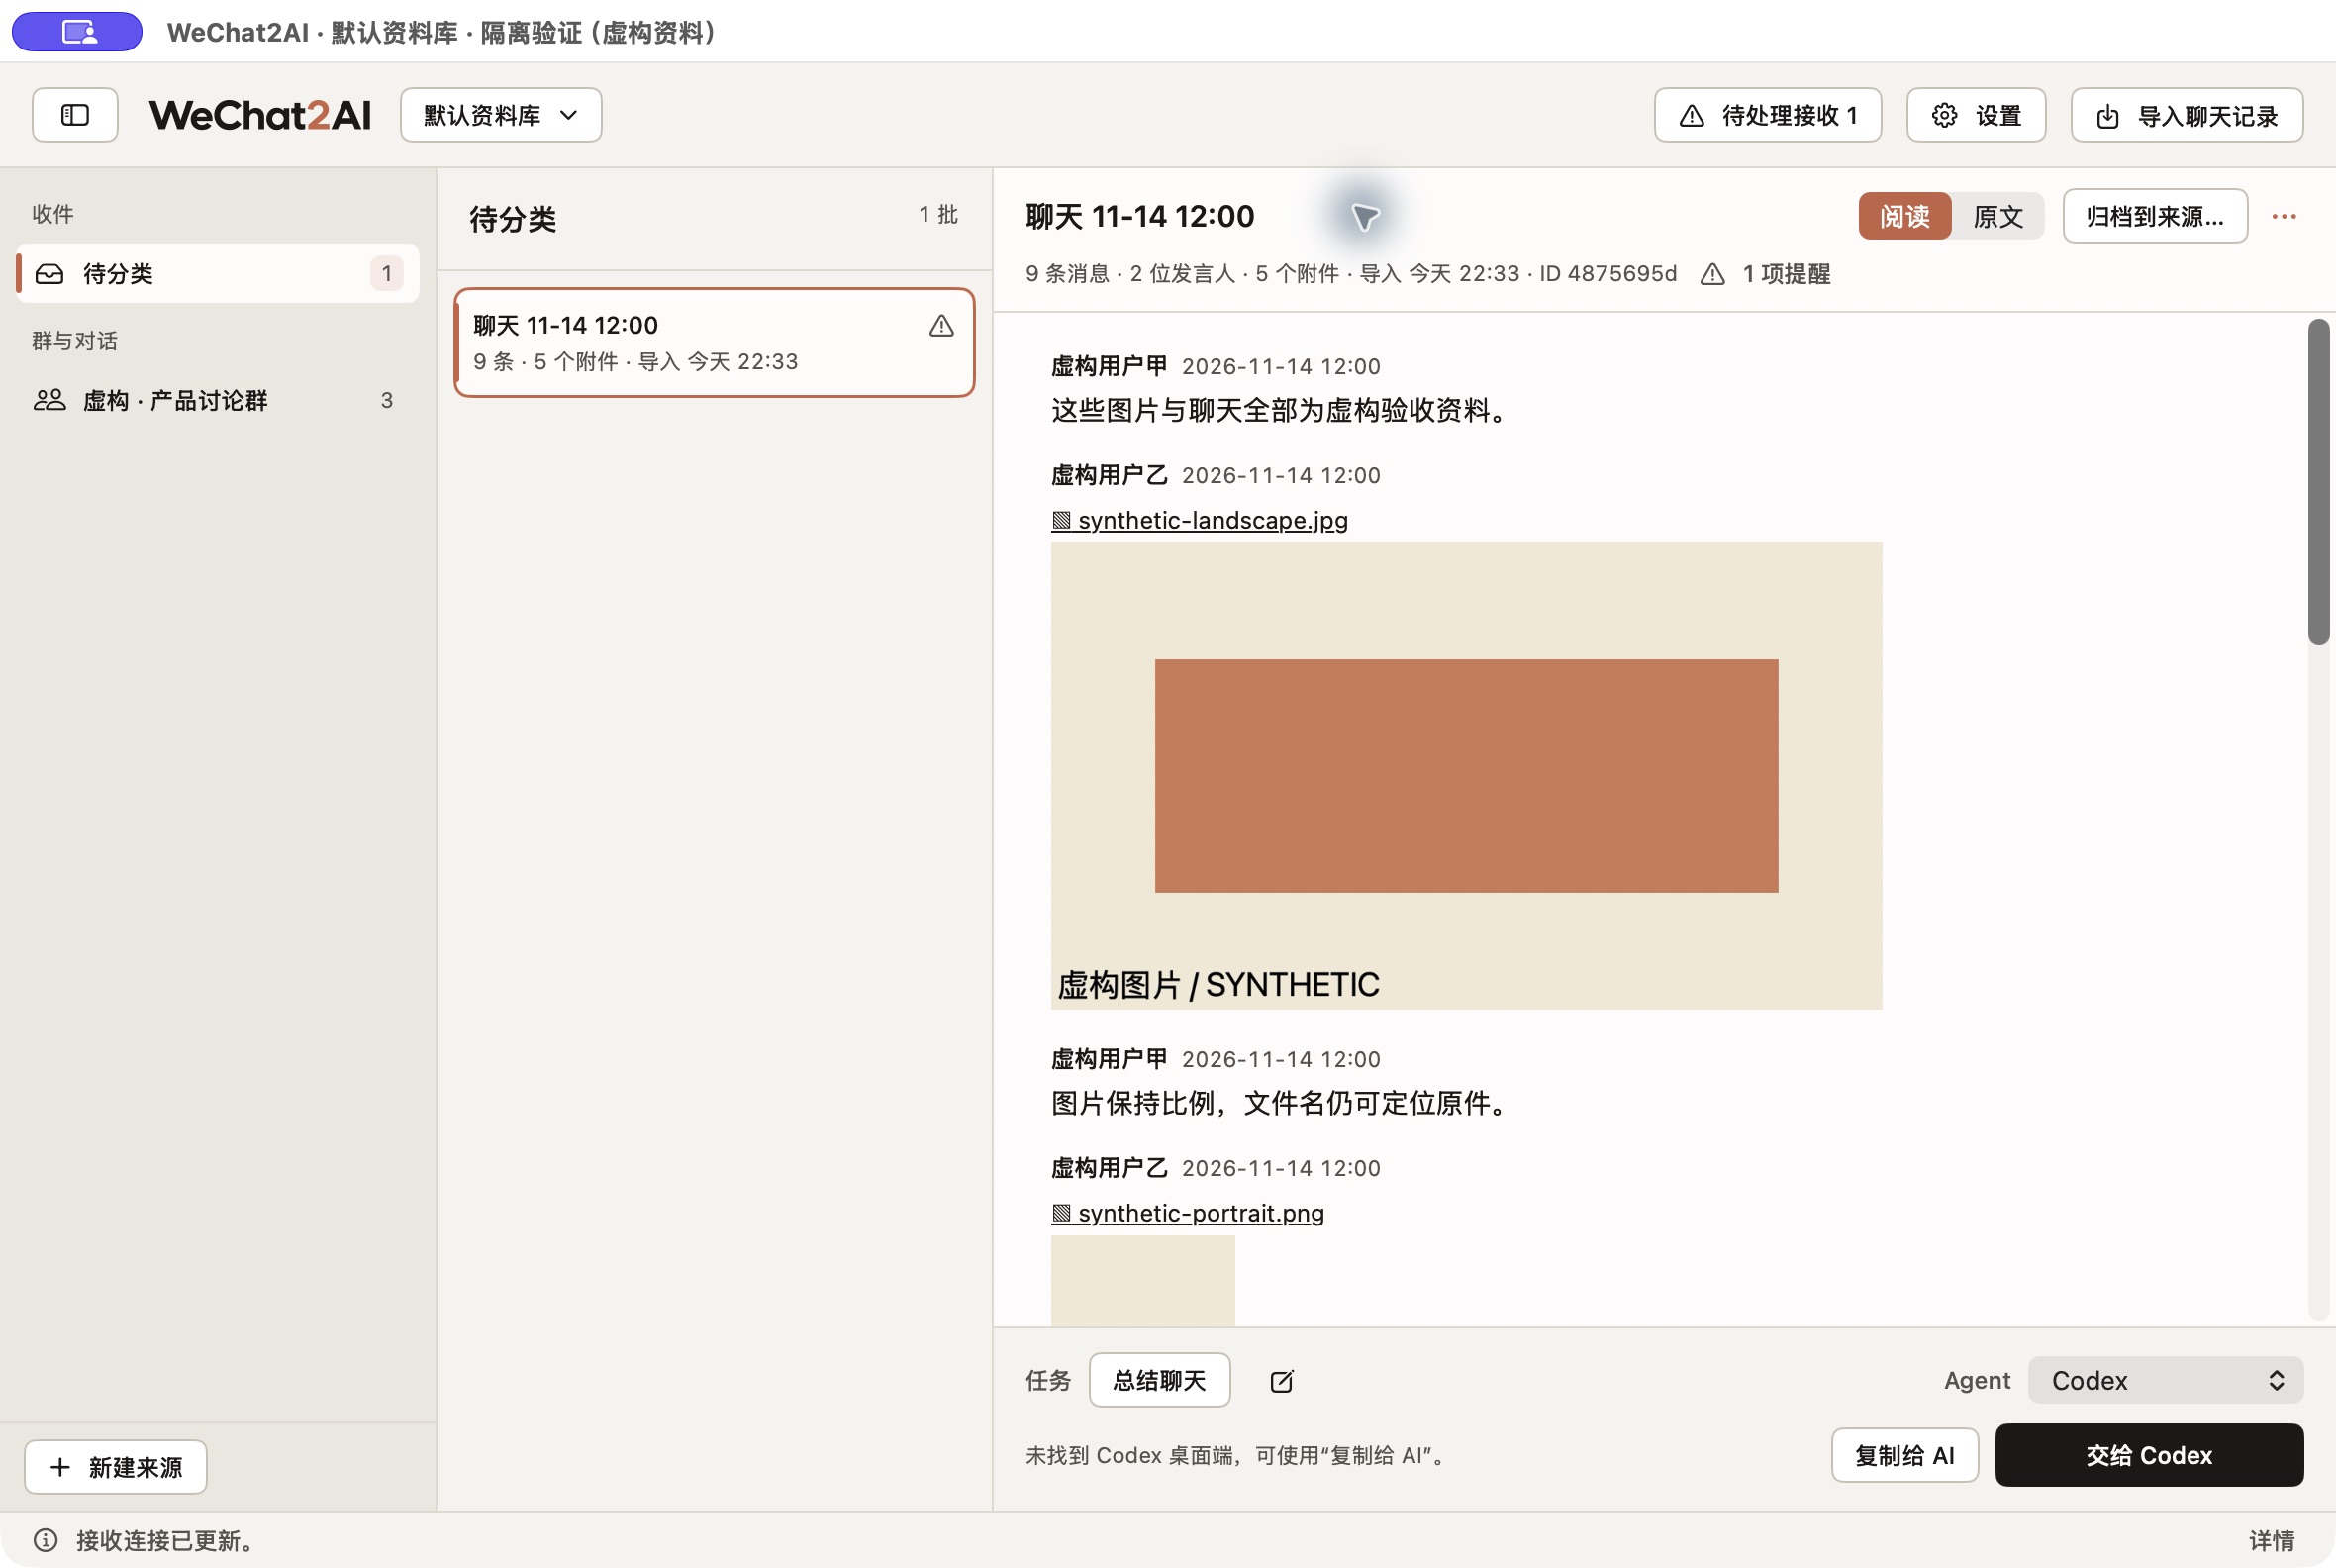 WeChat2AI · 默认资料库 · 隔离验证（虚构资料）
WeChat2AI
默认资料库
待处理接收 1
设置
导入聊天记录
收件
待分类
1
群与对话
虚构 · 产品讨论群
3
新建来源
待分类
1 批
聊天 11-14 12:00
9 条 · 5 个附件 · 导入 今天 22:33
聊天 11-14 12:00
阅读
原文
归档到来源...
9 条消息 · 2 位发言人 · 5 个附件 · 导入 今天 22:33 · ID 4875695d
1 项提醒
虚构用户甲 2026-11-14 12:00
这些图片与聊天全部为虚构验收资料。
虚构用户乙 2026-11-14 12:00
synthetic-landscape.jpg
虚构图片 / SYNTHETIC
虚构用户甲 2026-11-14 12:00
图片保持比例，文件名仍可定位原件。
虚构用户乙 2026-11-14 12:00
synthetic-portrait.png
任务
总结聊天
Agent
Codex
未找到 Codex 桌面端，可使用“复制给 AI”。
复制给 AI
交给 Codex
接收连接已更新。
详情